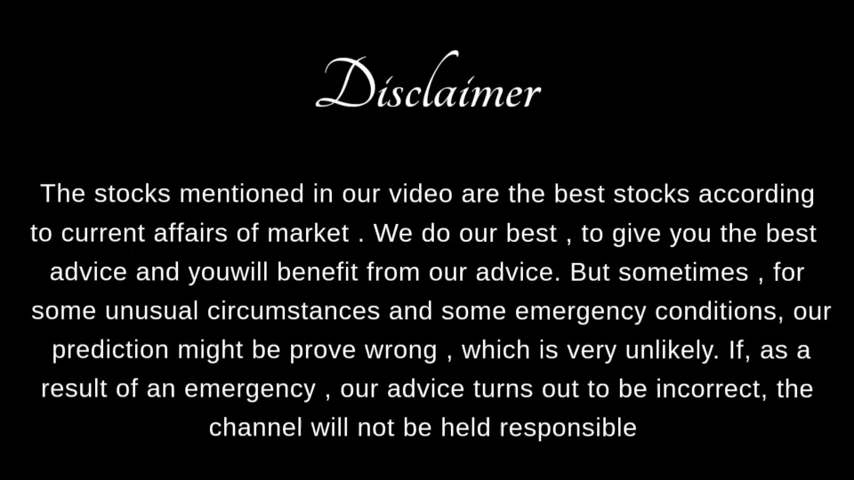 Disclaimer
The stocks mentioned in our video are the best stocks according
to current affairs of market . We do our best , to give you the best
advice and youwill benefit from our advice. But sometimes , for
some unusual circumstances and some emergency conditions, our
prediction might be prove wrong , which is very unlikely. If, as a
result of an emergency , our advice turns out to be incorrect, the
channel will not be held responsible